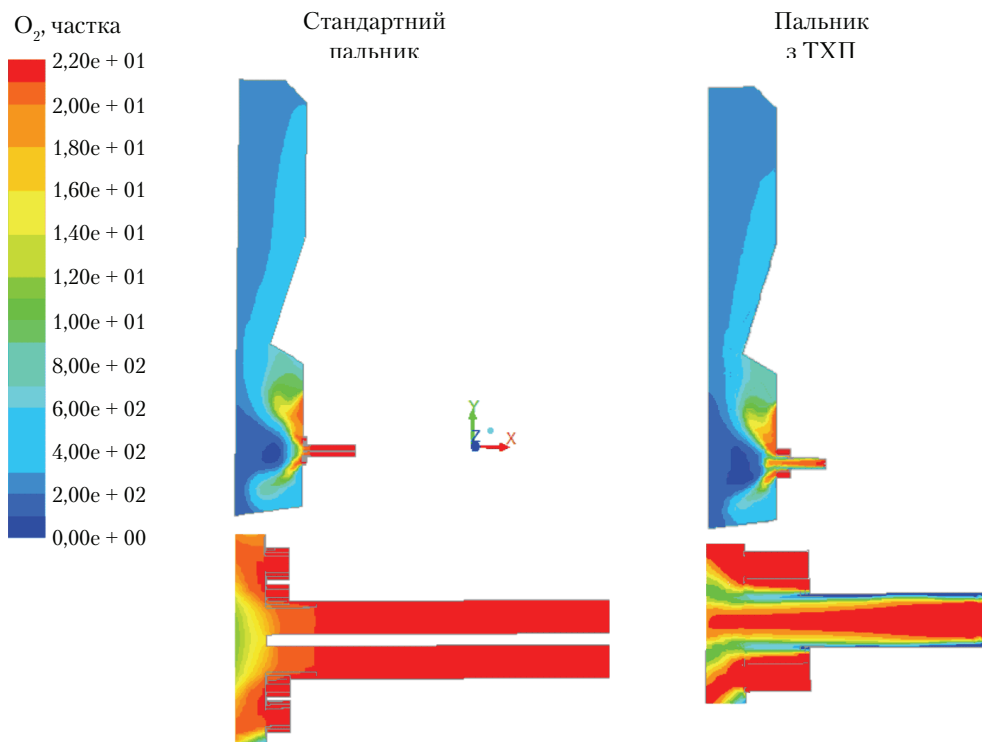 O₂, частка
Стандартний
пальник
Пальник
з ТХП
2,20e + 01
2,00e + 01
1,80e + 01
1,60e + 01
1,40e + 01
1,20e + 01
1,00e + 01
8,00e + 02
6,00e + 02
4,00e + 02
2,00e + 02
0,00e + 00
Y
Z
X